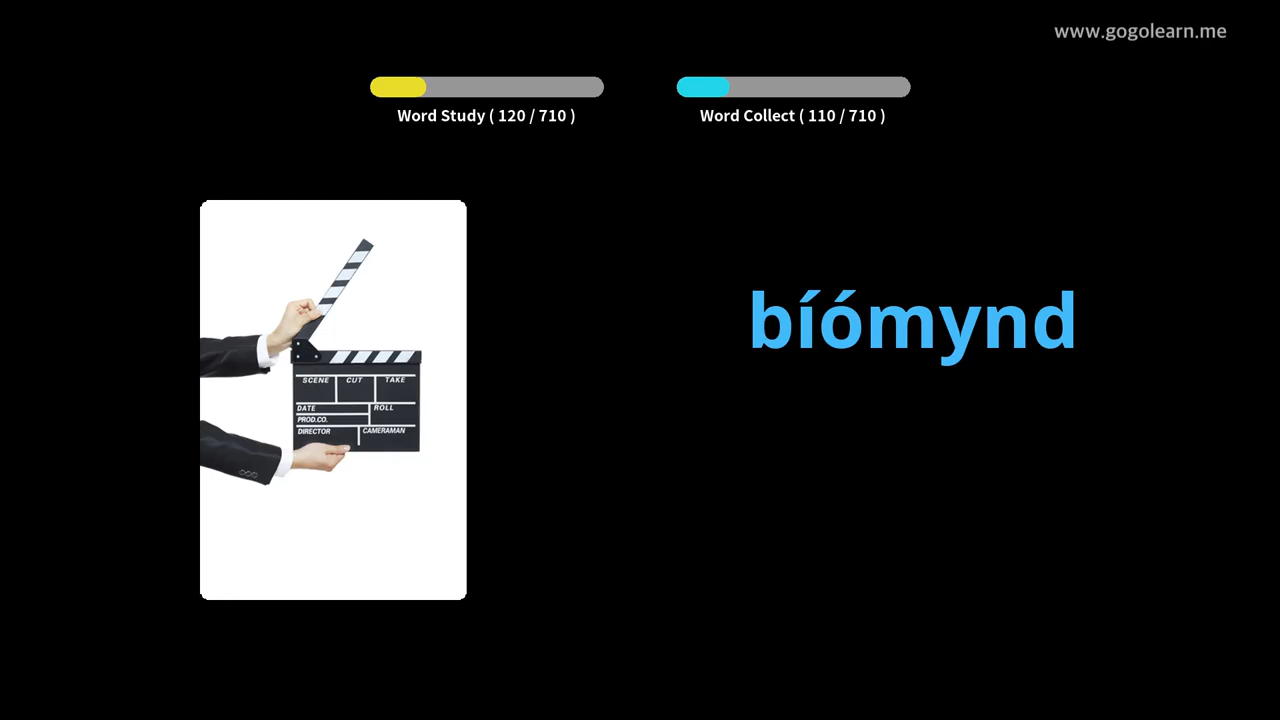 www.gogolearn.me
Word Study ( 120 / 710 )
Word Collect ( 110 / 710 )
bíómynd
SCENE CUT TAKE
DATE ROLL
PROD.CO.
DIRECTOR CAMERAMAN